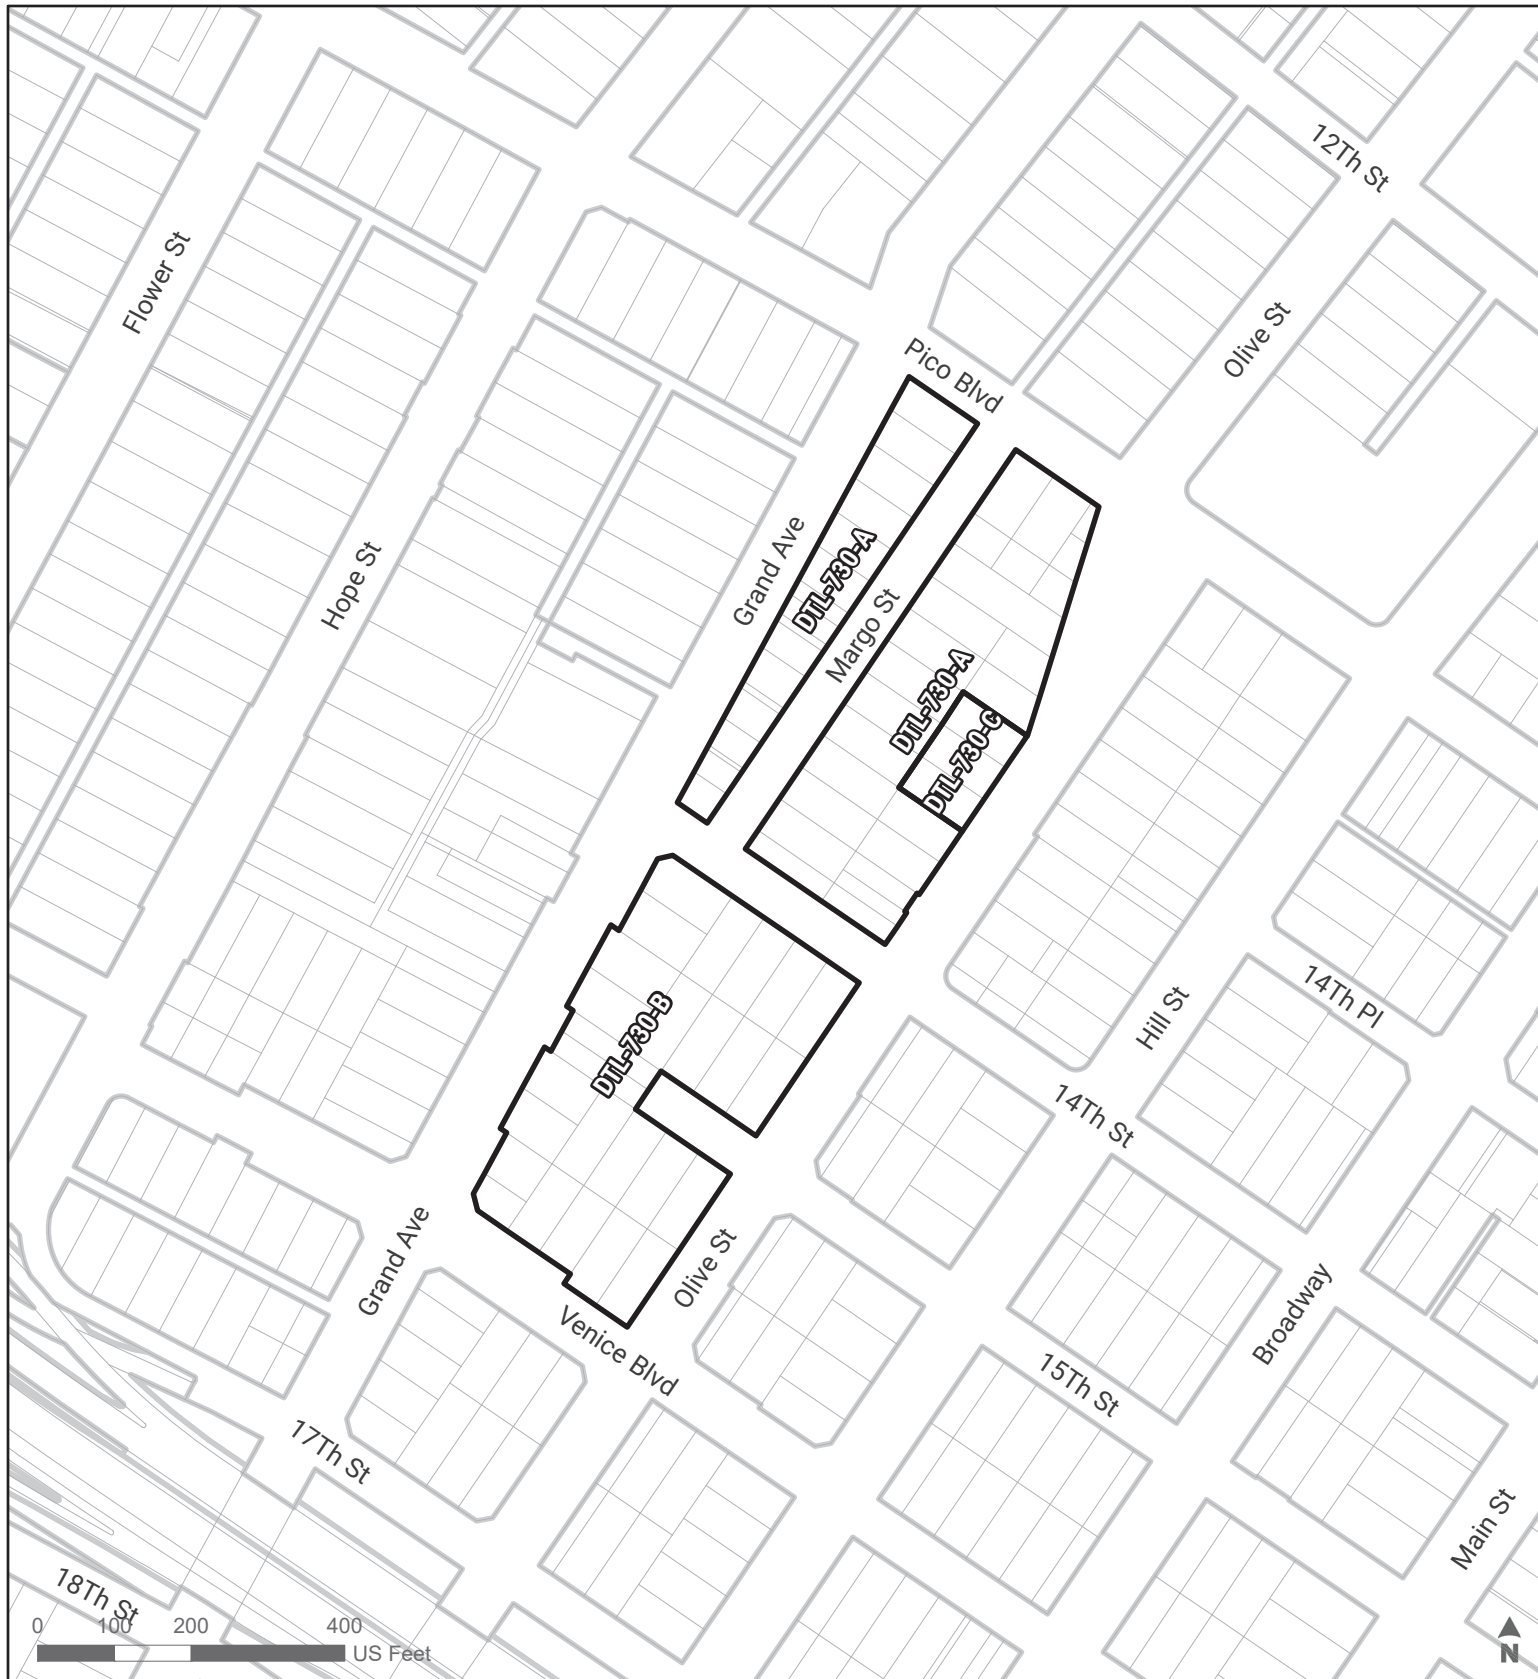 12Th St
Flower St
Olive St
Pico Blvd
Grand Ave
DTL-730-A
Hope St
Margo St
DTL-730-A
DTL-730-C
14Th Pl
Hill St
DTL-730-B
14Th St
Grand Ave
Olive St
Broadway
Venice Blvd
15Th St
17Th St
Main St
18Th St
0 100 200 400
US Feet
N